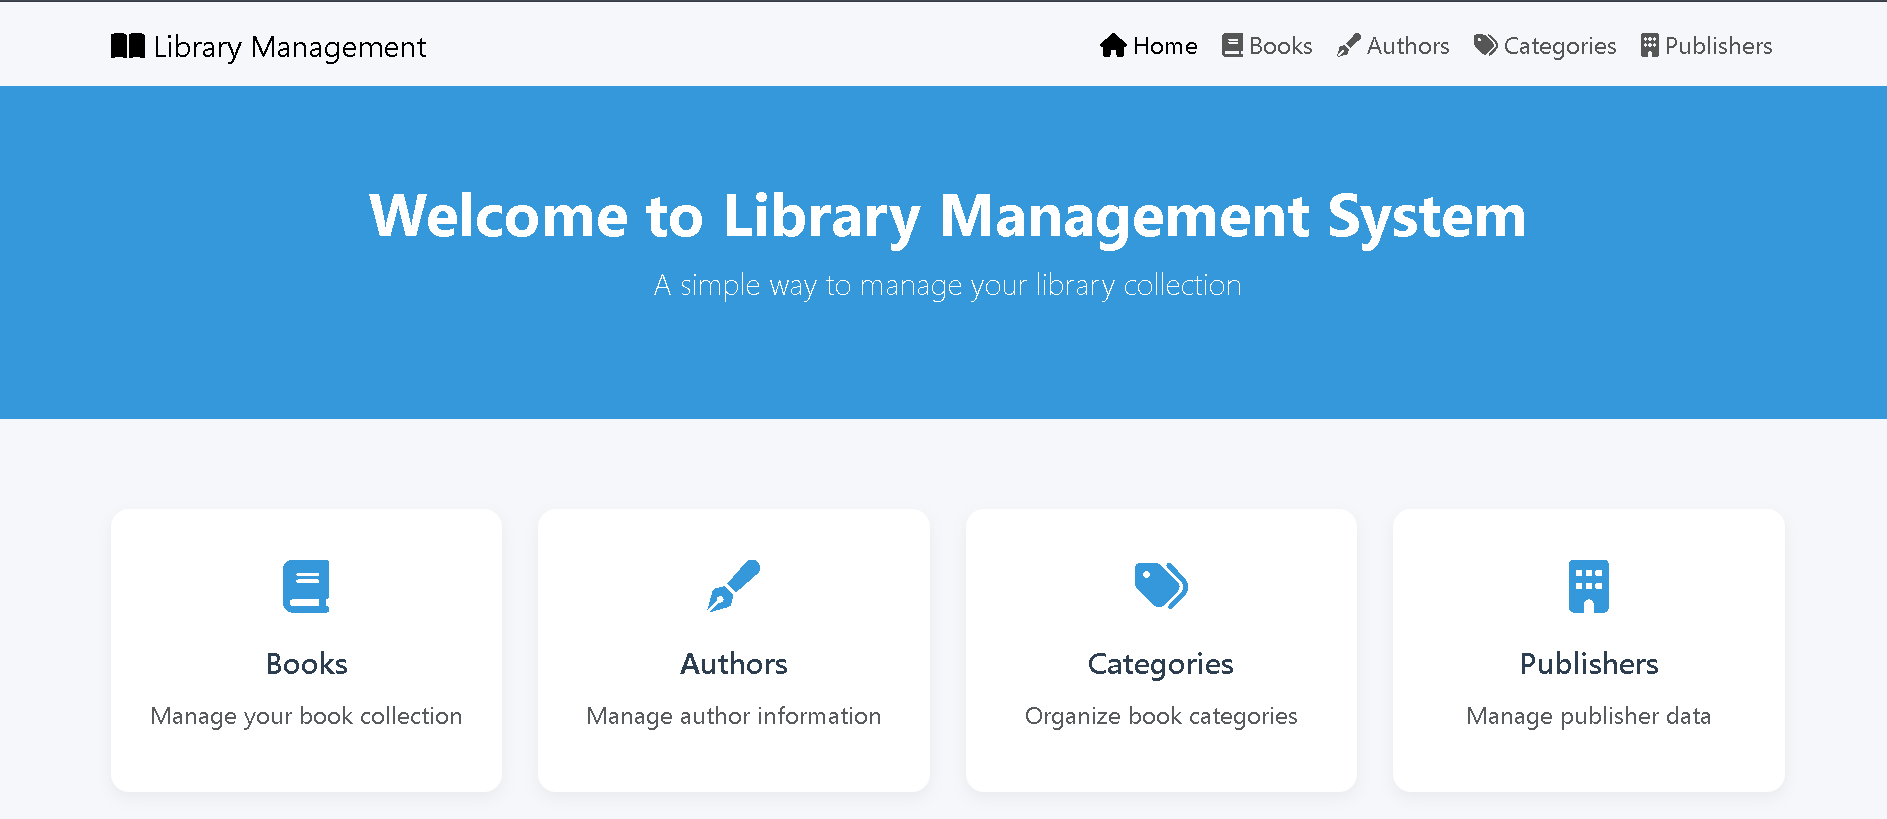 Library Management
Home Books Authors Categories Publishers
Welcome to Library Management System
A simple way to manage your library collection
Books
Manage your book collection
Authors
Manage author information
Categories
Organize book categories
Publishers
Manage publisher data